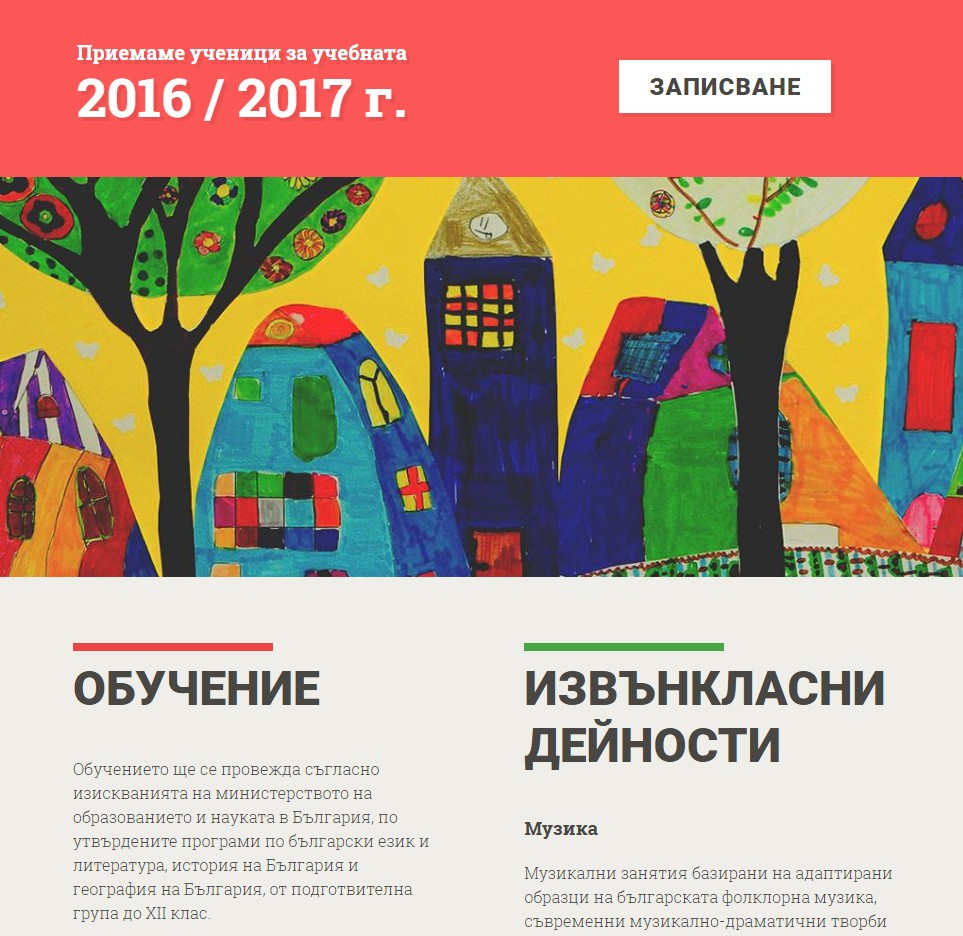 Приемаме ученици за учебната
2016 / 2017 г.
ЗАПИСВАНЕ
ОБУЧЕНИЕ
Обучението ще се провежда съгласно
изискванията на министерството на
образованието и науката в България, по
утвърдените програми по български език и
литература, история на България и
география на България, от подготвителна
група до XII клас.
ИЗВЪНКЛАСНИ
ДЕЙНОСТИ
Музика
Музикални занятия базирани на адаптирани
образци на българската фолклорна музика,
съвременни музикално-драматични творби